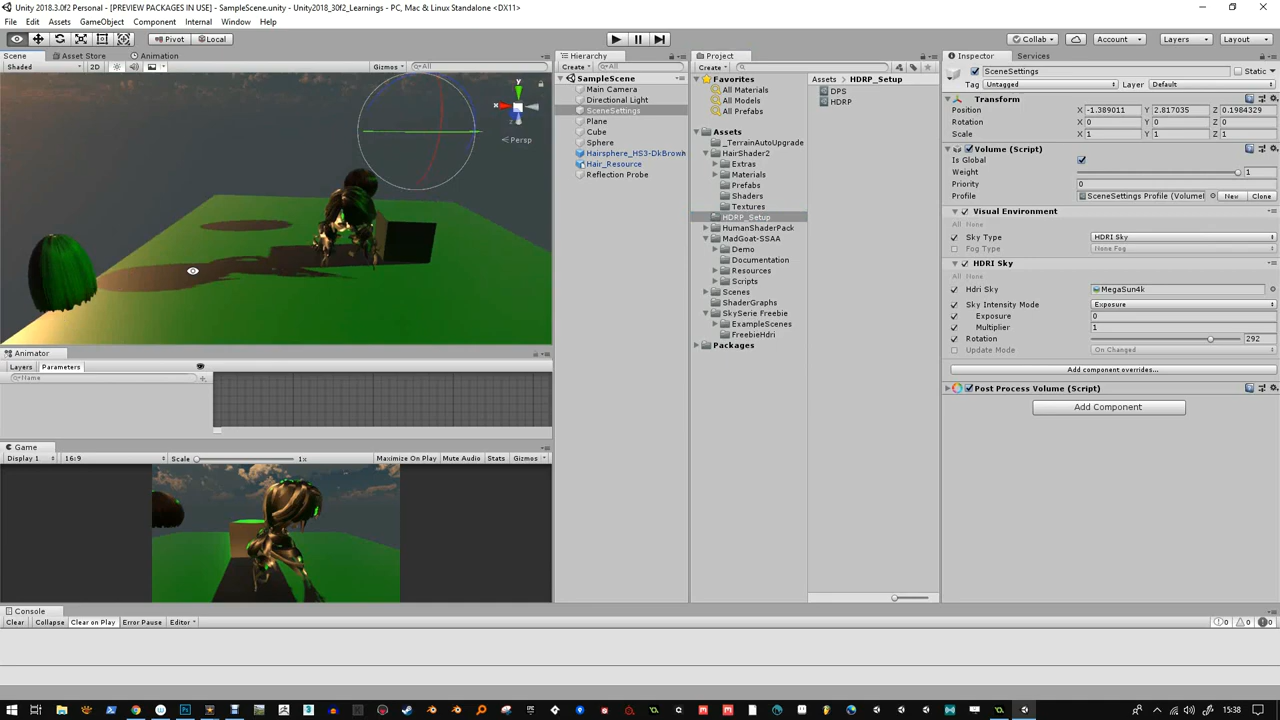 Unity 2018.3.0f2 Personal - [PREVIEW PACKAGES IN USE] - SampleScene.unity - Unity2018_30f2_Learnings - PC, Mac & Linux Standalone <DX11>
File Edit Assets GameObject Component Internal Window Help
Pivot Local Collab Account Layers Layout
Scene Asset Store Animation
Shaded 2D Gizmos All
y
Persp
Animator
Layers Parameters
Name
Game
Display 1 16:9 Scale 1x Maximize On Play Mute Audio Stats Gizmos
Hierarchy
Create All
SampleScene
Main Camera
Directional Light
SceneSettings
Plane
Cube
Sphere
Hairsphere_HS3-DkBrown
Hair_Resource
Reflection Probe
Project
Create
Favorites
All Materials
All Models
All Prefabs
Assets
_TerrainAutoUpgrade
HairShader2
Extras
Materials
Prefabs
Shaders
Textures
HDRP_Setup
HumanShaderPack
MadGoat-SSAA
Demo
Documentation
Resources
Scripts
Scenes
ShaderGraphs
SkySerie Freebie
ExampleScenes
FreebieHdri
Packages
Assets HDRP_Setup
DPS
HDRP
Inspector Services
SceneSettings Static
Tag Untagged Layer Default
Transform
Position X -1.389011 Y 2.817035 Z 0.1984329
Rotation X 0 Y 0 Z 0
Scale X 1 Y 1 Z 1
Volume (Script)
Is Global
Weight 1
Priority 0
Profile SceneSettings Profile (Volume New Clone
Visual Environment
All None
Sky Type HDRI Sky
Fog Type None Fog
HDRI Sky
All None
Hdri Sky MegaSun4k
Sky Intensity Mode Exposure
Exposure 0
Multiplier 1
Rotation 292
Update Mode On Changed
Add component overrides...
Post Process Volume (Script)
Add Component
Console
Clear Collapse Clear on Play Error Pause Editor 0 0 0
15:38